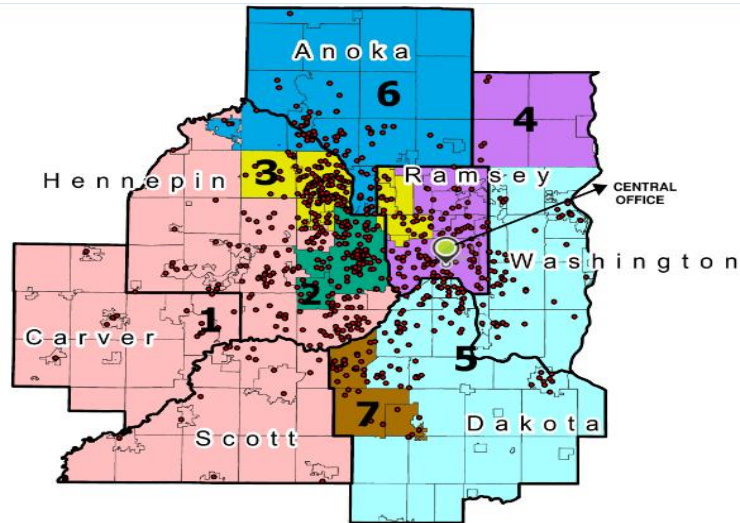 Anoka
6
4
3
Hennepin
Ramsey
CENTRAL
OFFICE
Washington
2
1
Carver
5
7
Scott
Dakota